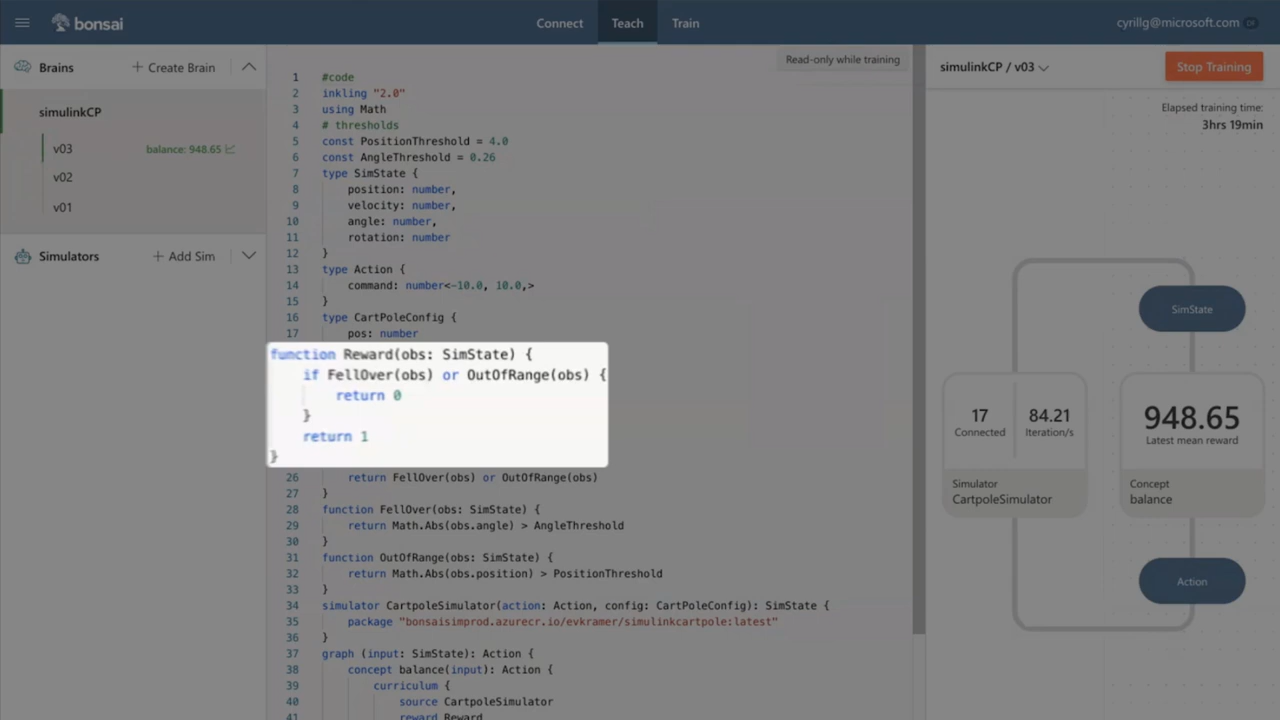 bonsai
Connect
Teach
Train
cyrillg@microsoft.com
Brains
+ Create Brain
simulinkCP
v03
balance: 948.65
v02
v01
Simulators
+ Add Sim
Read-only while training
1 #code
2 inkling "2.0"
3 using Math
4 # thresholds
5 const PositionThreshold = 4.0
6 const AngleThreshold = 0.26
7 type SimState {
8 position: number,
9 velocity: number,
10 angle: number,
11 rotation: number
12 }
13 type Action {
14 command: number<-10.0, 10.0,>
15 }
16 type CartPoleConfig {
17 pos: number
function Reward(obs: SimState) {
if FellOver(obs) or OutOfRange(obs) {
return 0
}
return 1
}
26 return FellOver(obs) or OutOfRange(obs)
27 }
28 function FellOver(obs: SimState) {
29 return Math.Abs(obs.angle) > AngleThreshold
30 }
31 function OutOfRange(obs: SimState) {
32 return Math.Abs(obs.position) > PositionThreshold
33 }
34 simulator CartpoleSimulator(action: Action, config: CartPoleConfig): SimState {
35 package "bonsaisimprod.azurecr.io/evkramer/simulinkcartpole:latest"
36 }
37 graph (input: SimState): Action {
38 concept balance(input): Action {
39 curriculum {
40 source CartpoleSimulator
41 reward Reward
simulinkCP / v03
Stop Training
Elapsed training time:
3hrs 19min
SimState
17
Connected
84.21
Iteration/s
Simulator
CartpoleSimulator
948.65
Latest mean reward
Concept
balance
Action